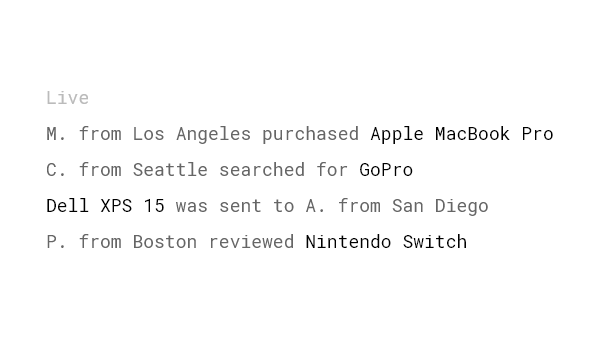 Live
M. from Los Angeles purchased Apple MacBook Pro
C. from Seattle searched for GoPro
Dell XPS 15 was sent to A. from San Diego
P. from Boston reviewed Nintendo Switch